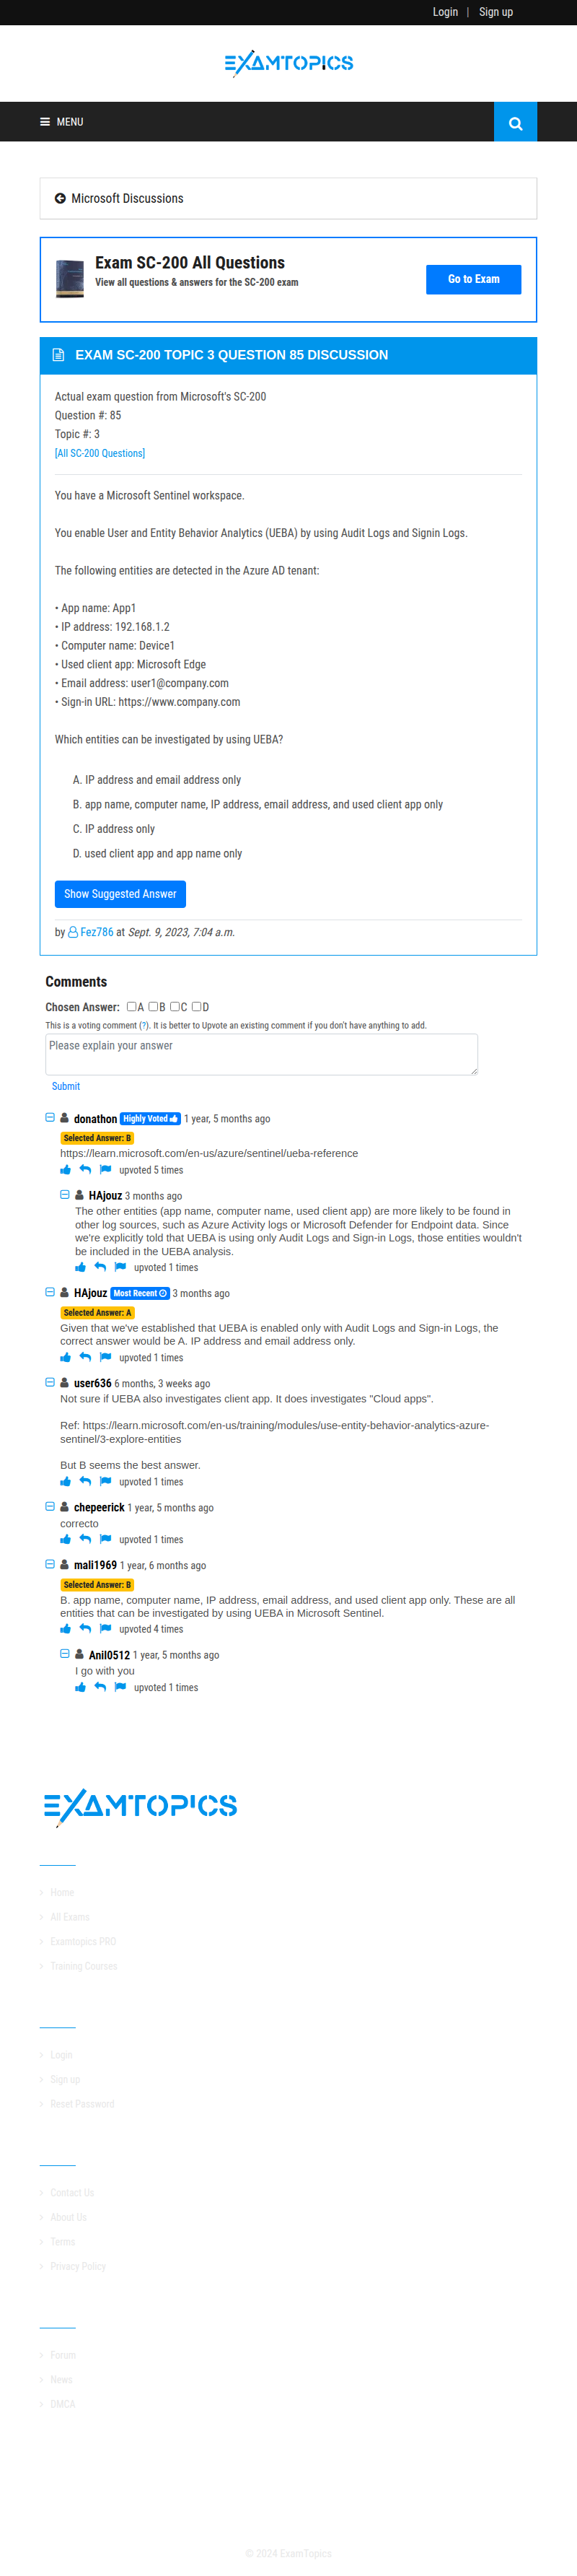 Login | Sign up
EXAMTOPICS
MENU
Microsoft Discussions
Exam SC-200 All Questions
View all questions & answers for the SC-200 exam
Go to Exam
EXAM SC-200 TOPIC 3 QUESTION 85 DISCUSSION
Actual exam question from Microsoft's SC-200
Question #: 85
Topic #: 3
[All SC-200 Questions]
You have a Microsoft Sentinel workspace.
You enable User and Entity Behavior Analytics (UEBA) by using Audit Logs and Signin Logs.
The following entities are detected in the Azure AD tenant:
• App name: App1
• IP address: 192.168.1.2
• Computer name: Device1
• Used client app: Microsoft Edge
• Email address: user1@company.com
• Sign-in URL: https://www.company.com
Which entities can be investigated by using UEBA?
A. IP address and email address only
B. app name, computer name, IP address, email address, and used client app only
C. IP address only
D. used client app and app name only
Show Suggested Answer
by Fez786 at Sept. 9, 2023, 7:04 a.m.
Comments
Chosen Answer: A B C D
This is a voting comment (?). It is better to Upvote an existing comment if you don't have anything to add.
Please explain your answer
Submit
donathon Highly Voted 1 year, 5 months ago
Selected Answer: B
https://learn.microsoft.com/en-us/azure/sentinel/ueba-reference
upvoted 5 times
HAjouz 3 months ago
The other entities (app name, computer name, used client app) are more likely to be found in
other log sources, such as Azure Activity logs or Microsoft Defender for Endpoint data. Since
we're explicitly told that UEBA is using only Audit Logs and Sign-in Logs, those entities wouldn't
be included in the UEBA analysis.
upvoted 1 times
HAjouz Most Recent 3 months ago
Selected Answer: A
Given that we've established that UEBA is enabled only with Audit Logs and Sign-in Logs, the
correct answer would be A. IP address and email address only.
upvoted 1 times
user636 6 months, 3 weeks ago
Not sure if UEBA also investigates client app. It does investigates "Cloud apps".
Ref: https://learn.microsoft.com/en-us/training/modules/use-entity-behavior-analytics-azure-
sentinel/3-explore-entities
But B seems the best answer.
upvoted 1 times
chepeerick 1 year, 5 months ago
correcto
upvoted 1 times
mali1969 1 year, 6 months ago
Selected Answer: B
B. app name, computer name, IP address, email address, and used client app only. These are all
entities that can be investigated by using UEBA in Microsoft Sentinel.
upvoted 4 times
Anil0512 1 year, 5 months ago
I go with you
upvoted 1 times
EXAMTOPICS
Home
All Exams
Examtopics PRO
Training Courses
Login
Sign up
Reset Password
Contact Us
About Us
Terms
Privacy Policy
Forum
News
DMCA
© 2024 ExamTopics